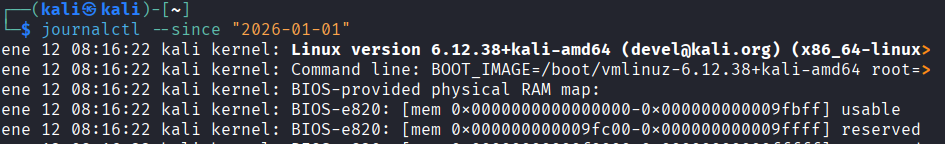 ┌──(kali㉿kali)-[~]
└─$ journalctl --since "2026-01-01"
ene 12 08:16:22 kali kernel: Linux version 6.12.38+kali-amd64 (devel@kali.org) (x86_64-linux>
ene 12 08:16:22 kali kernel: Command line: BOOT_IMAGE=/boot/vmlinuz-6.12.38+kali-amd64 root=>
ene 12 08:16:22 kali kernel: BIOS-provided physical RAM map:
ene 12 08:16:22 kali kernel: BIOS-e820: [mem 0x0000000000000000-0x000000000009fbff] usable
ene 12 08:16:22 kali kernel: BIOS-e820: [mem 0x000000000009fc00-0x000000000009ffff] reserved